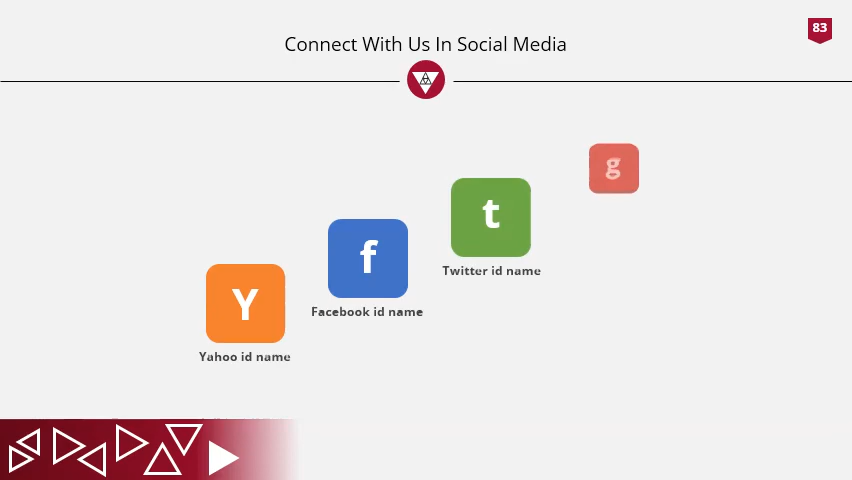 83
Connect With Us In Social Media
g
t
Twitter id name
f
Facebook id name
Y
Yahoo id name